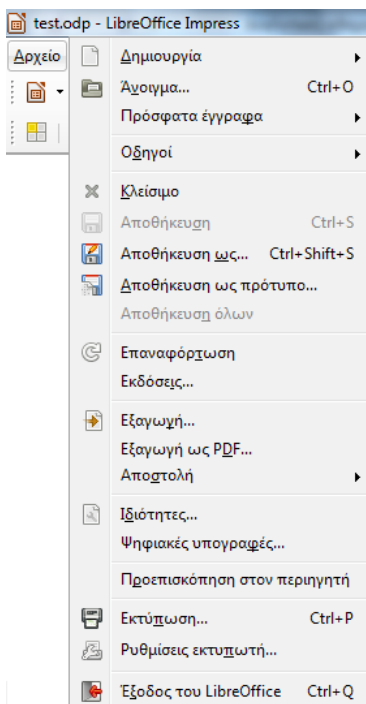 test.odp - LibreOffice Impress
Αρχείο
Δημιουργία
Άνοιγμα... Ctrl+O
Πρόσφατα έγγραφα
Οδηγοί
Κλείσιμο
Αποθήκευση Ctrl+S
Αποθήκευση ως... Ctrl+Shift+S
Αποθήκευση ως πρότυπο...
Αποθήκευση όλων
Επαναφόρτωση
Εκδόσεις...
Εξαγωγή...
Εξαγωγή ως PDF...
Αποστολή
Ιδιότητες...
Ψηφιακές υπογραφές...
Προεπισκόπηση στον περιηγητή
Εκτύπωση... Ctrl+P
Ρυθμίσεις εκτυπωτή...
Έξοδος του LibreOffice Ctrl+Q